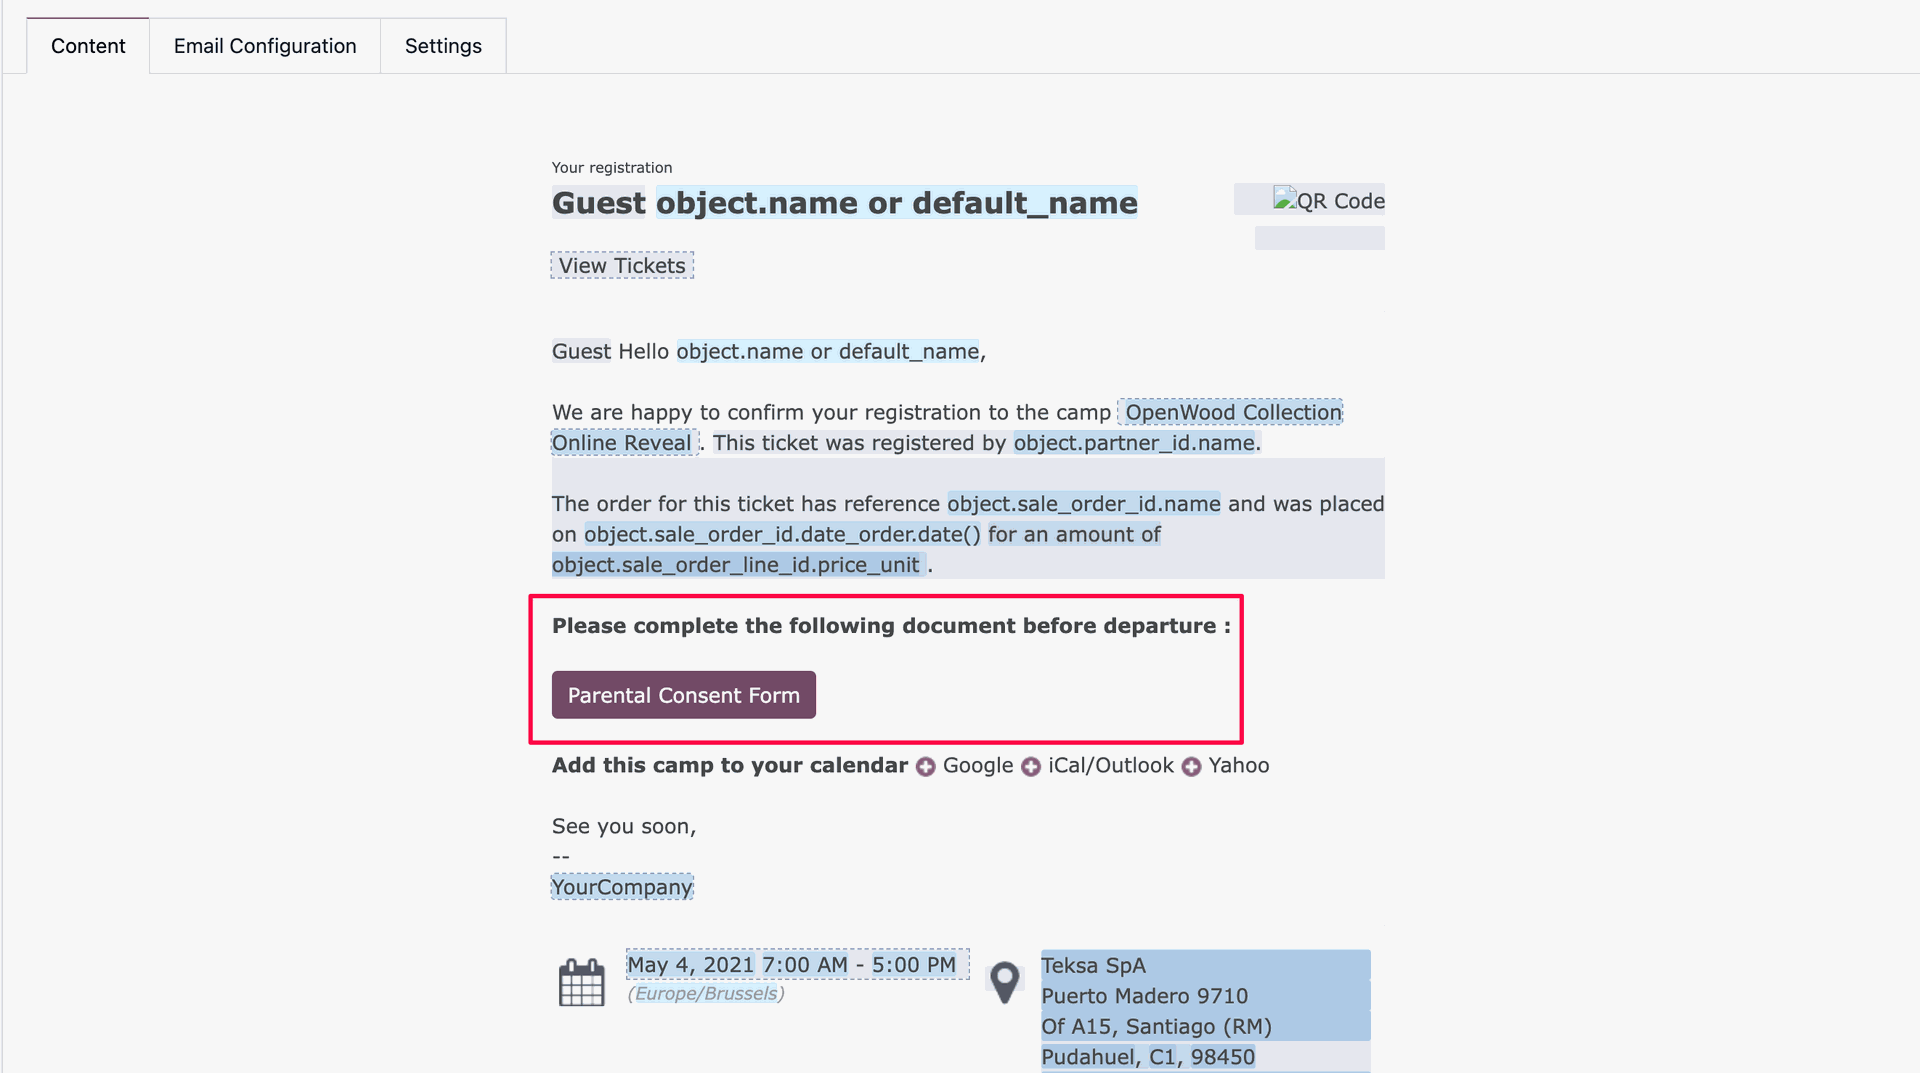 Content
Email Configuration
Settings
Your registration
Guest object.name or default_name
QR Code
View Tickets
Guest Hello object.name or default_name,
We are happy to confirm your registration to the camp OpenWood Collection
Online Reveal . This ticket was registered by object.partner_id.name.
The order for this ticket has reference object.sale_order_id.name and was placed
on object.sale_order_id.date_order.date() for an amount of
object.sale_order_line_id.price_unit .
Please complete the following document before departure :
Parental Consent Form
Add this camp to your calendar Google iCal/Outlook Yahoo
See you soon,
--
YourCompany
May 4, 2021 7:00 AM - 5:00 PM
(Europe/Brussels)
Teksa SpA
Puerto Madero 9710
Of A15, Santiago (RM)
Pudahuel, C1, 98450